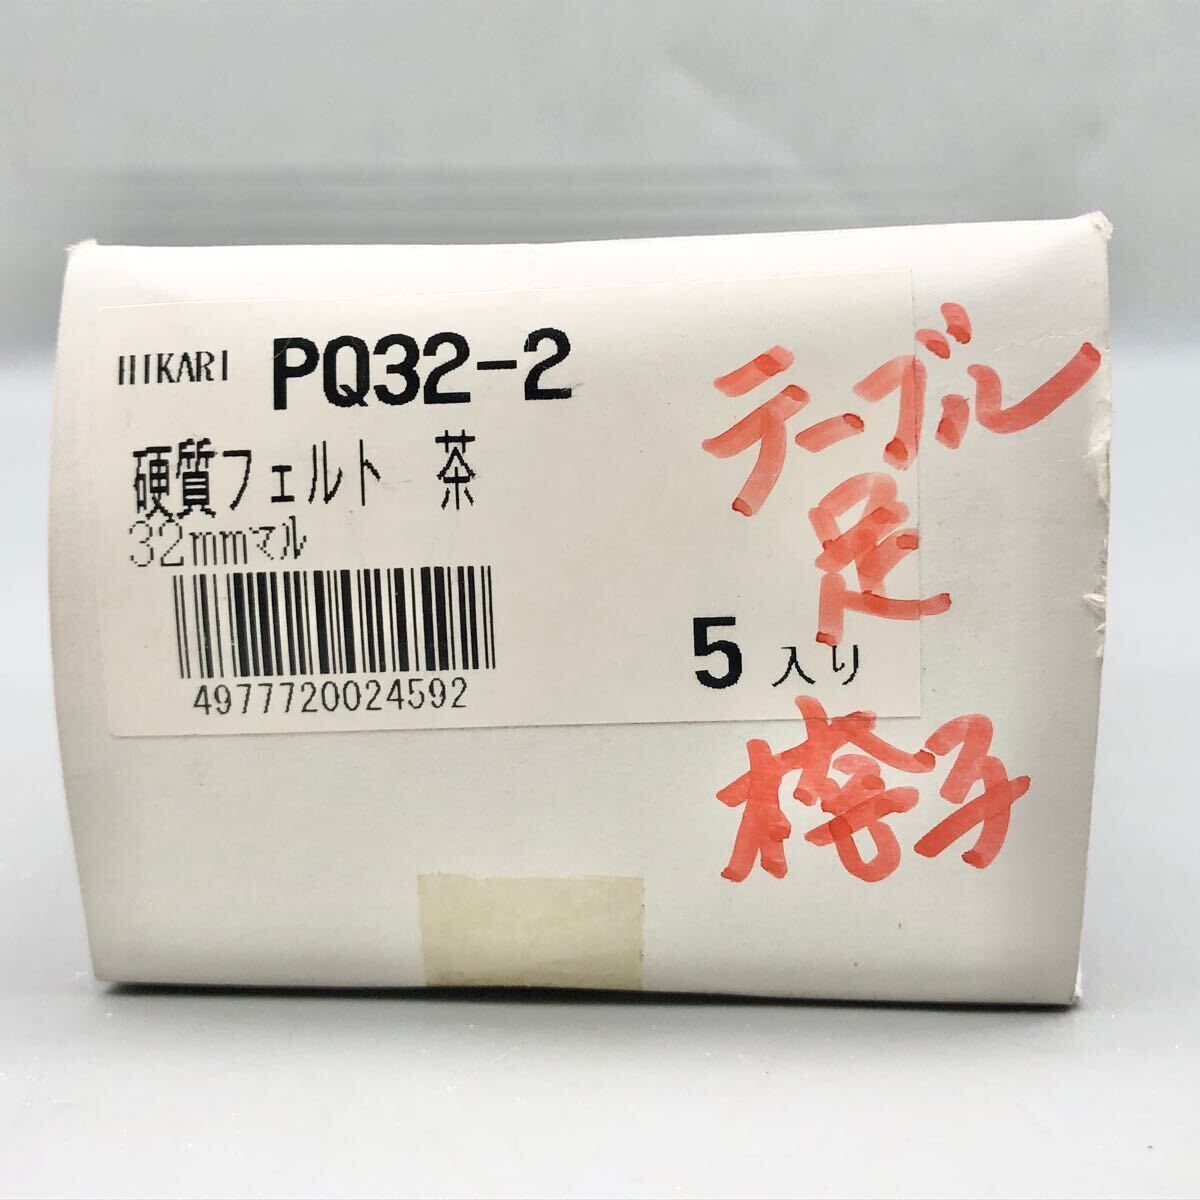 HIKARI PQ32-2
硬質フェルト 茶
32mmマル
4977720024592
5 入り
テーブル
足
椅子